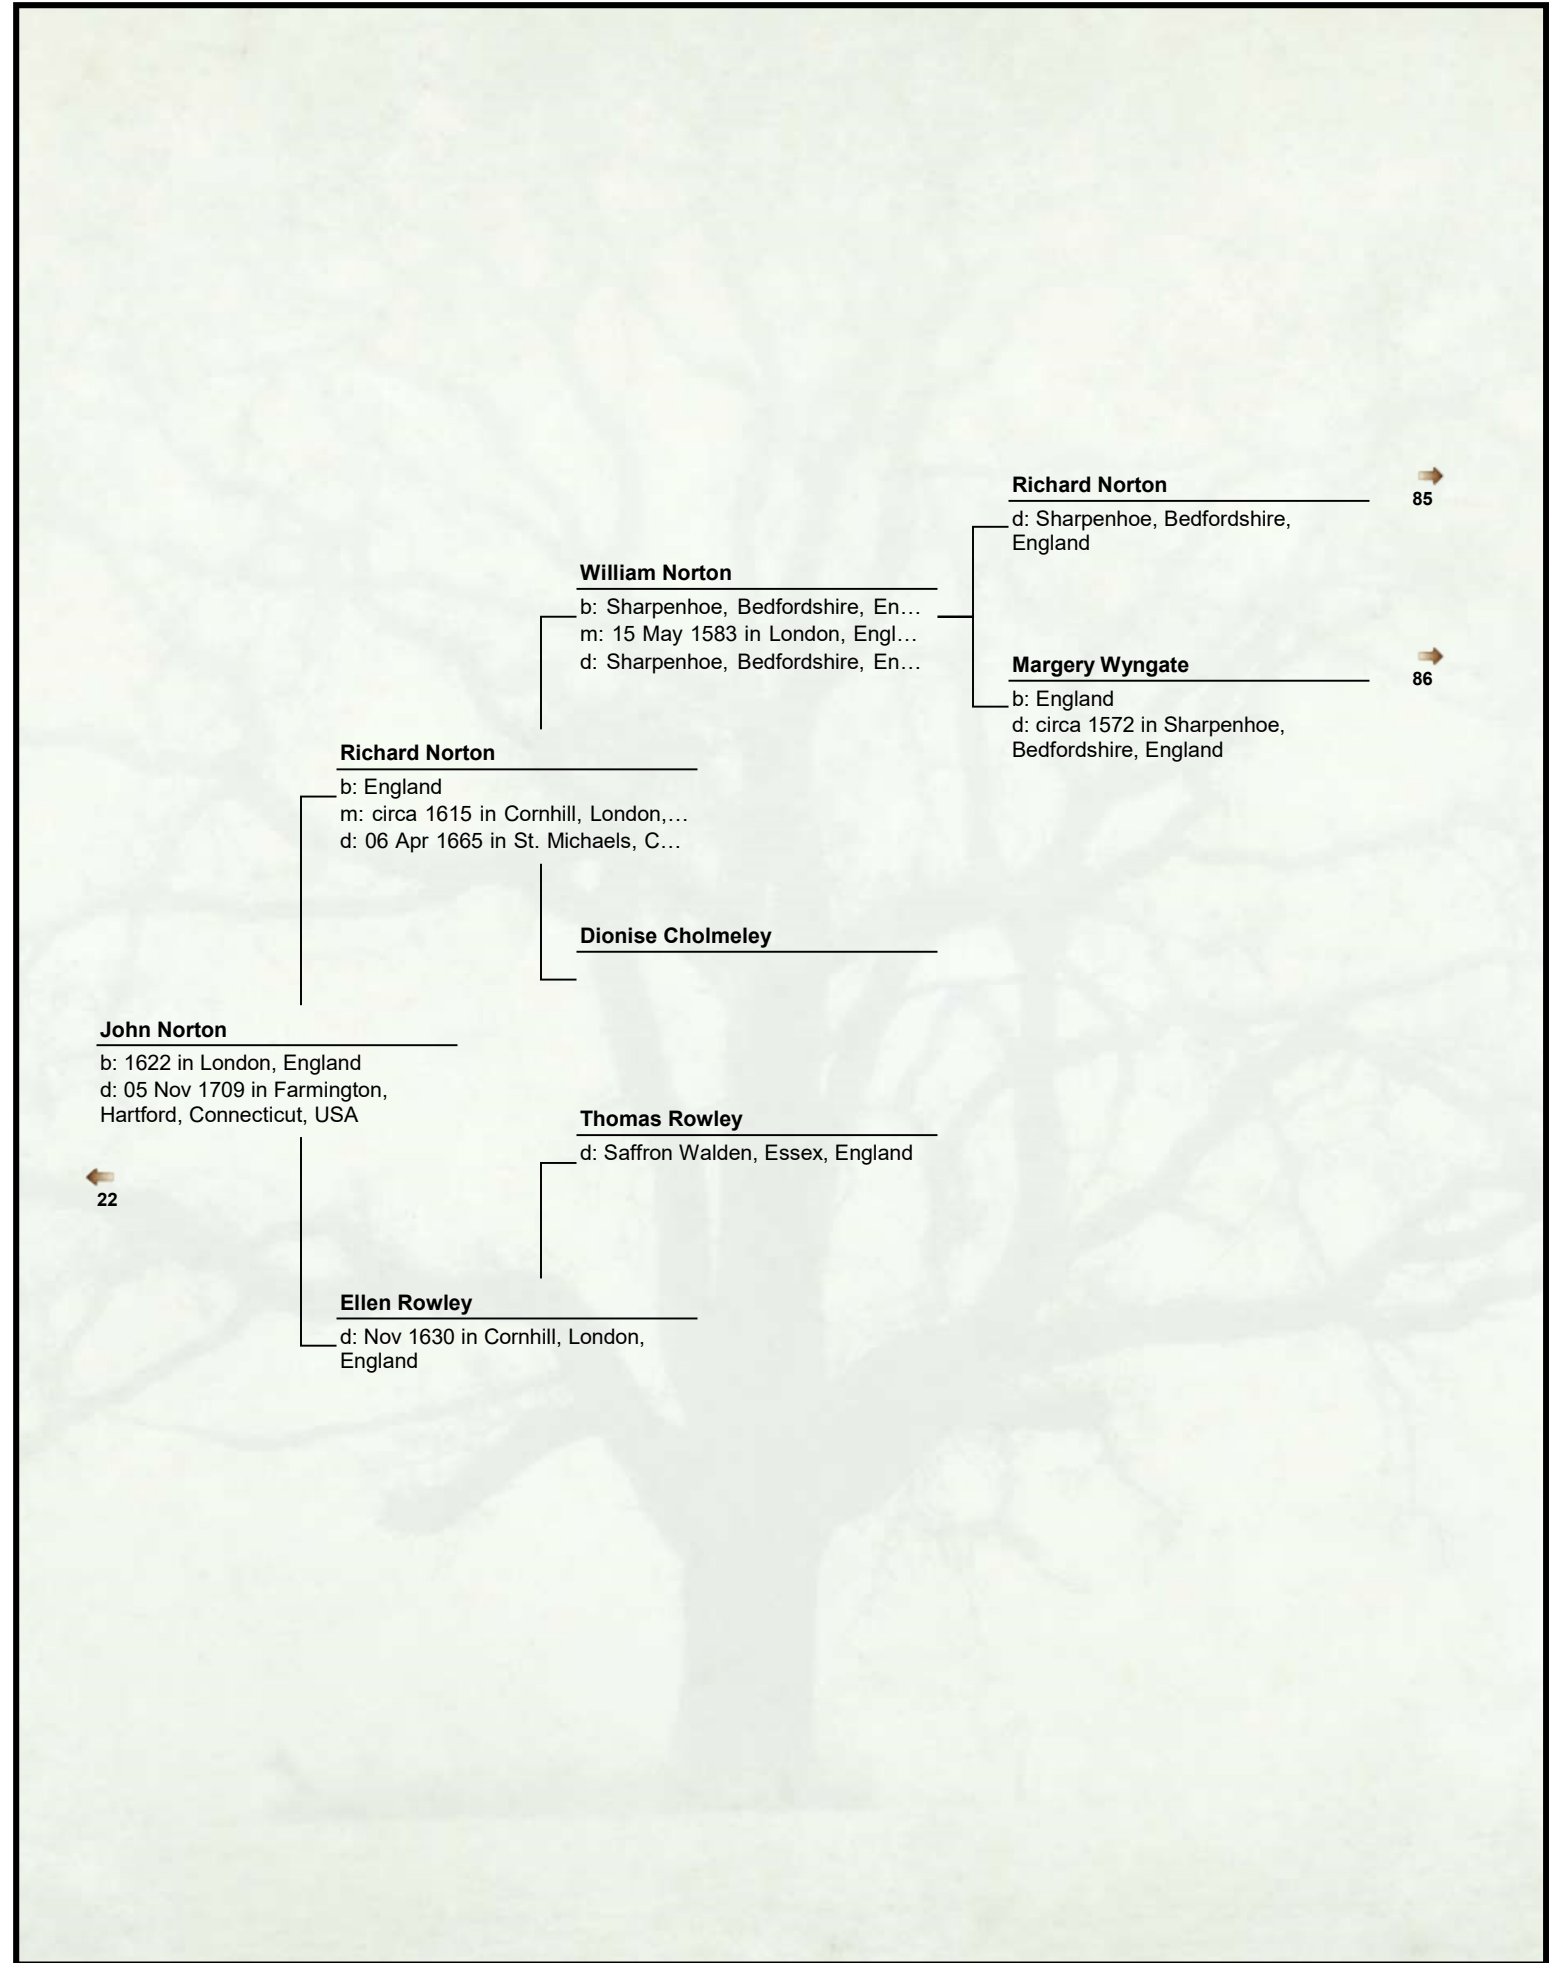 Richard Norton
85
d: Sharpenhoe, Bedfordshire,
England
William Norton
b: Sharpenhoe, Bedfordshire, En…
m: 15 May 1583 in London, Engl…
d: Sharpenhoe, Bedfordshire, En…
Margery Wyngate
86
b: England
d: circa 1572 in Sharpenhoe,
Bedfordshire, England
Richard Norton
b: England
m: circa 1615 in Cornhill, London,…
d: 06 Apr 1665 in St. Michaels, C…
Dionise Cholmeley
John Norton
b: 1622 in London, England
d: 05 Nov 1709 in Farmington,
Hartford, Connecticut, USA
Thomas Rowley
d: Saffron Walden, Essex, England
22
Ellen Rowley
d: Nov 1630 in Cornhill, London,
England